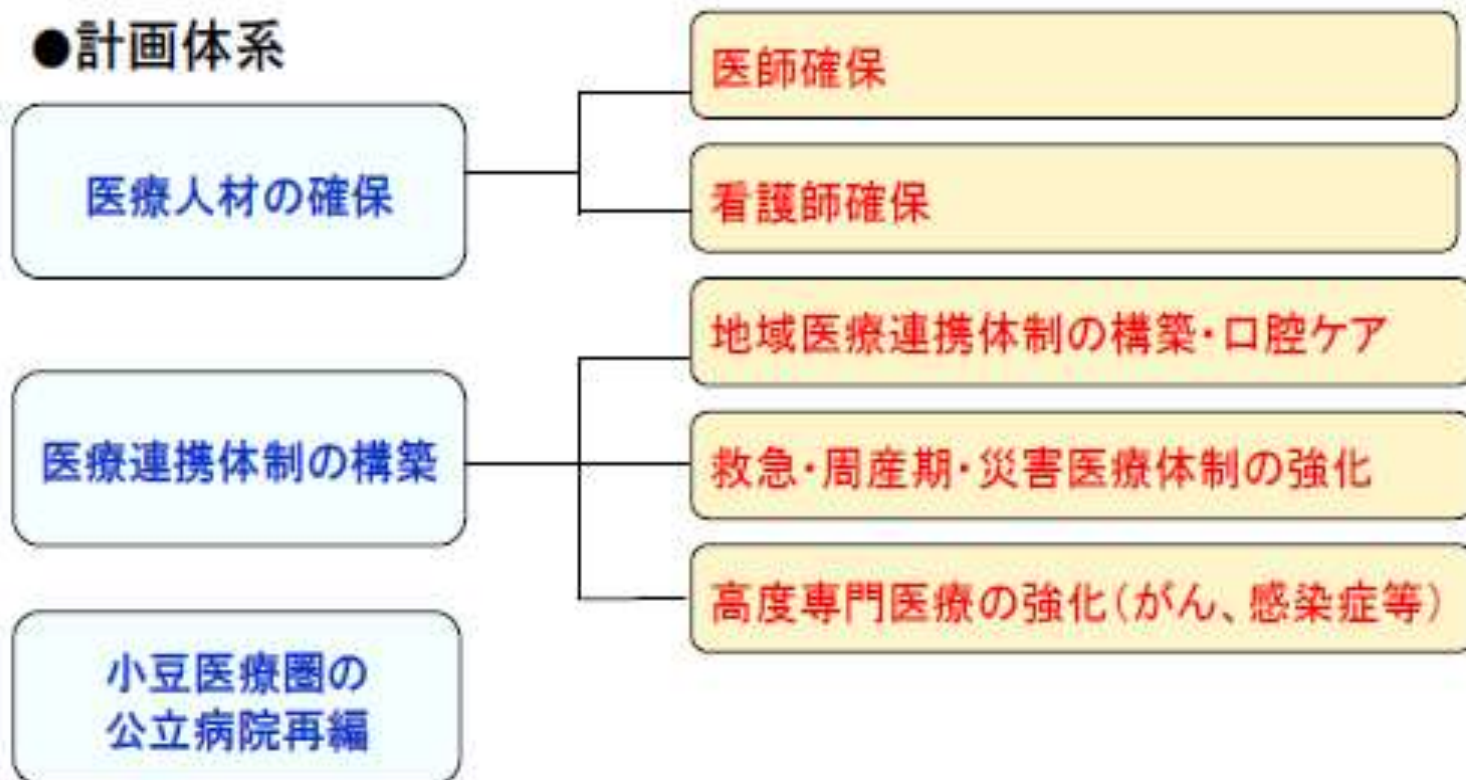 ●計画体系
医療人材の確保
医師確保
看護師確保
医療連携体制の構築
地域医療連携体制の構築・口腔ケア
救急・周産期・災害医療体制の強化
高度専門医療の強化(がん、感染症等)
小豆医療圏の
公立病院再編